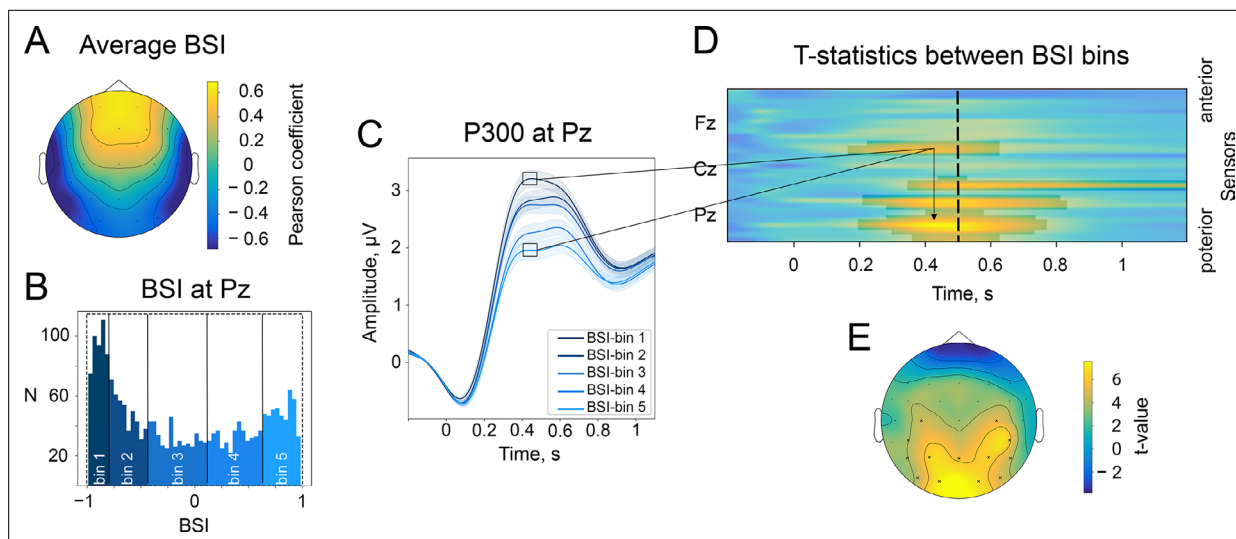 A
Average BSI
0.6
0.4
0.2
0
− 0.2
− 0.4
− 0.6
Pearson coefficient
B
BSI at Pz
100
60
20
N
bin 1
bin 2
bin 3
bin 4
bin 5
−1
0
1
BSI
C
P300 at Pz
3
2
1
0
Amplitude, µV
BSI-bin 1
BSI-bin 2
BSI-bin 3
BSI-bin 4
BSI-bin 5
0
0.2
0.4
0.6
0.8
1
Time, s
D
T-statistics between BSI bins
Fz
Cz
Pz
anterior
Sensors
poterior
0
0.2
0.4
0.6
0.8
1
Time, s
E
6
4
2
0
− 2
t-value